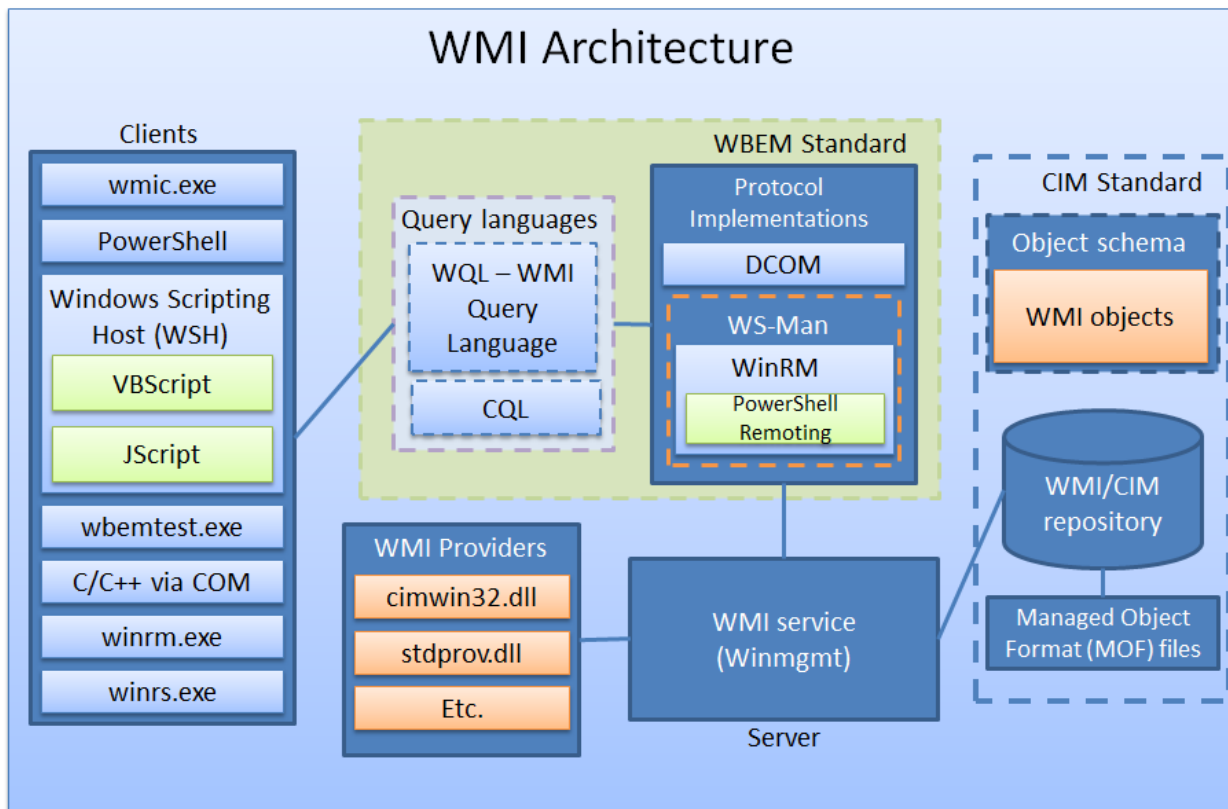 WMI Architecture
Clients
wmic.exe
PowerShell
Windows Scripting
Host (WSH)
VBScript
JScript
wbemtest.exe
C/C++ via COM
winrm.exe
winrs.exe
WBEM Standard
Query languages
WQL – WMI
Query
Language
CQL
Protocol
Implementations
DCOM
WS-Man
WinRM
PowerShell
Remoting
CIM Standard
Object schema
WMI objects
WMI/CIM
repository
Managed Object
Format (MOF) files
WMI Providers
cimwin32.dll
stdprov.dll
Etc.
WMI service
(Winmgmt)
Server